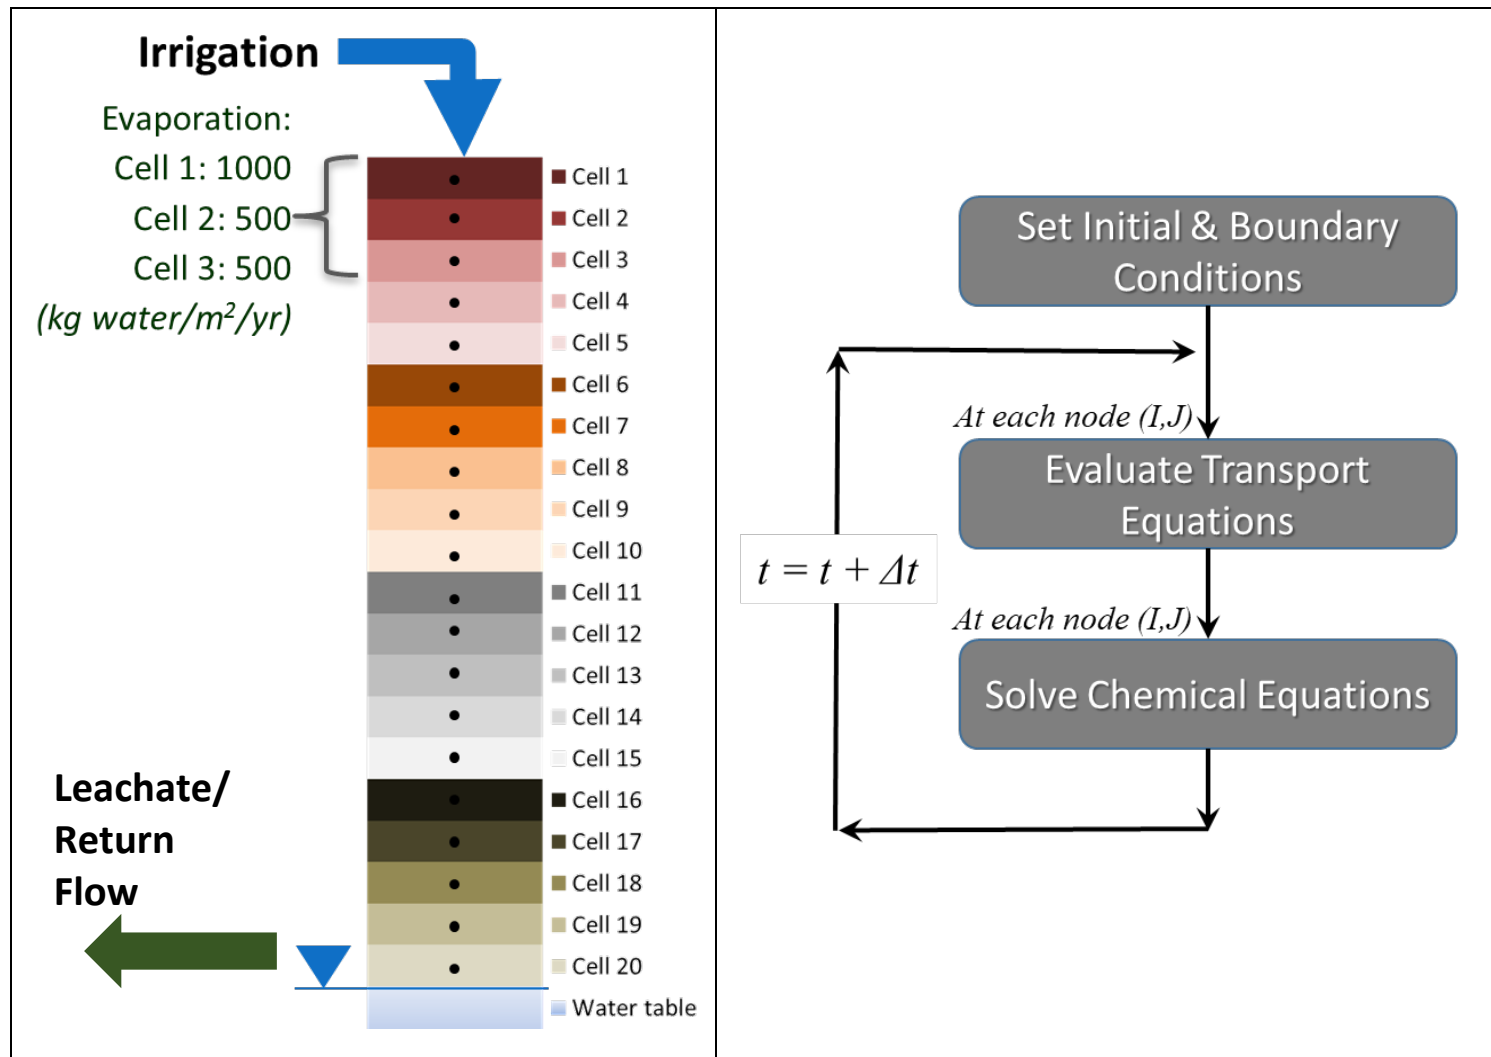 Irrigation
Evaporation:
Cell 1: 1000
Cell 2: 500
Cell 3: 500
(kg water/m²/yr)
Cell 1
Cell 2
Cell 3
Cell 4
Cell 5
Cell 6
Cell 7
Cell 8
Cell 9
Cell 10
Cell 11
Cell 12
Cell 13
Cell 14
Cell 15
Cell 16
Cell 17
Cell 18
Cell 19
Cell 20
Water table
Leachate/
Return
Flow
Set Initial & Boundary
Conditions
At each node (I,J)
Evaluate Transport
Equations
t = t + Δt
At each node (I,J)
Solve Chemical Equations